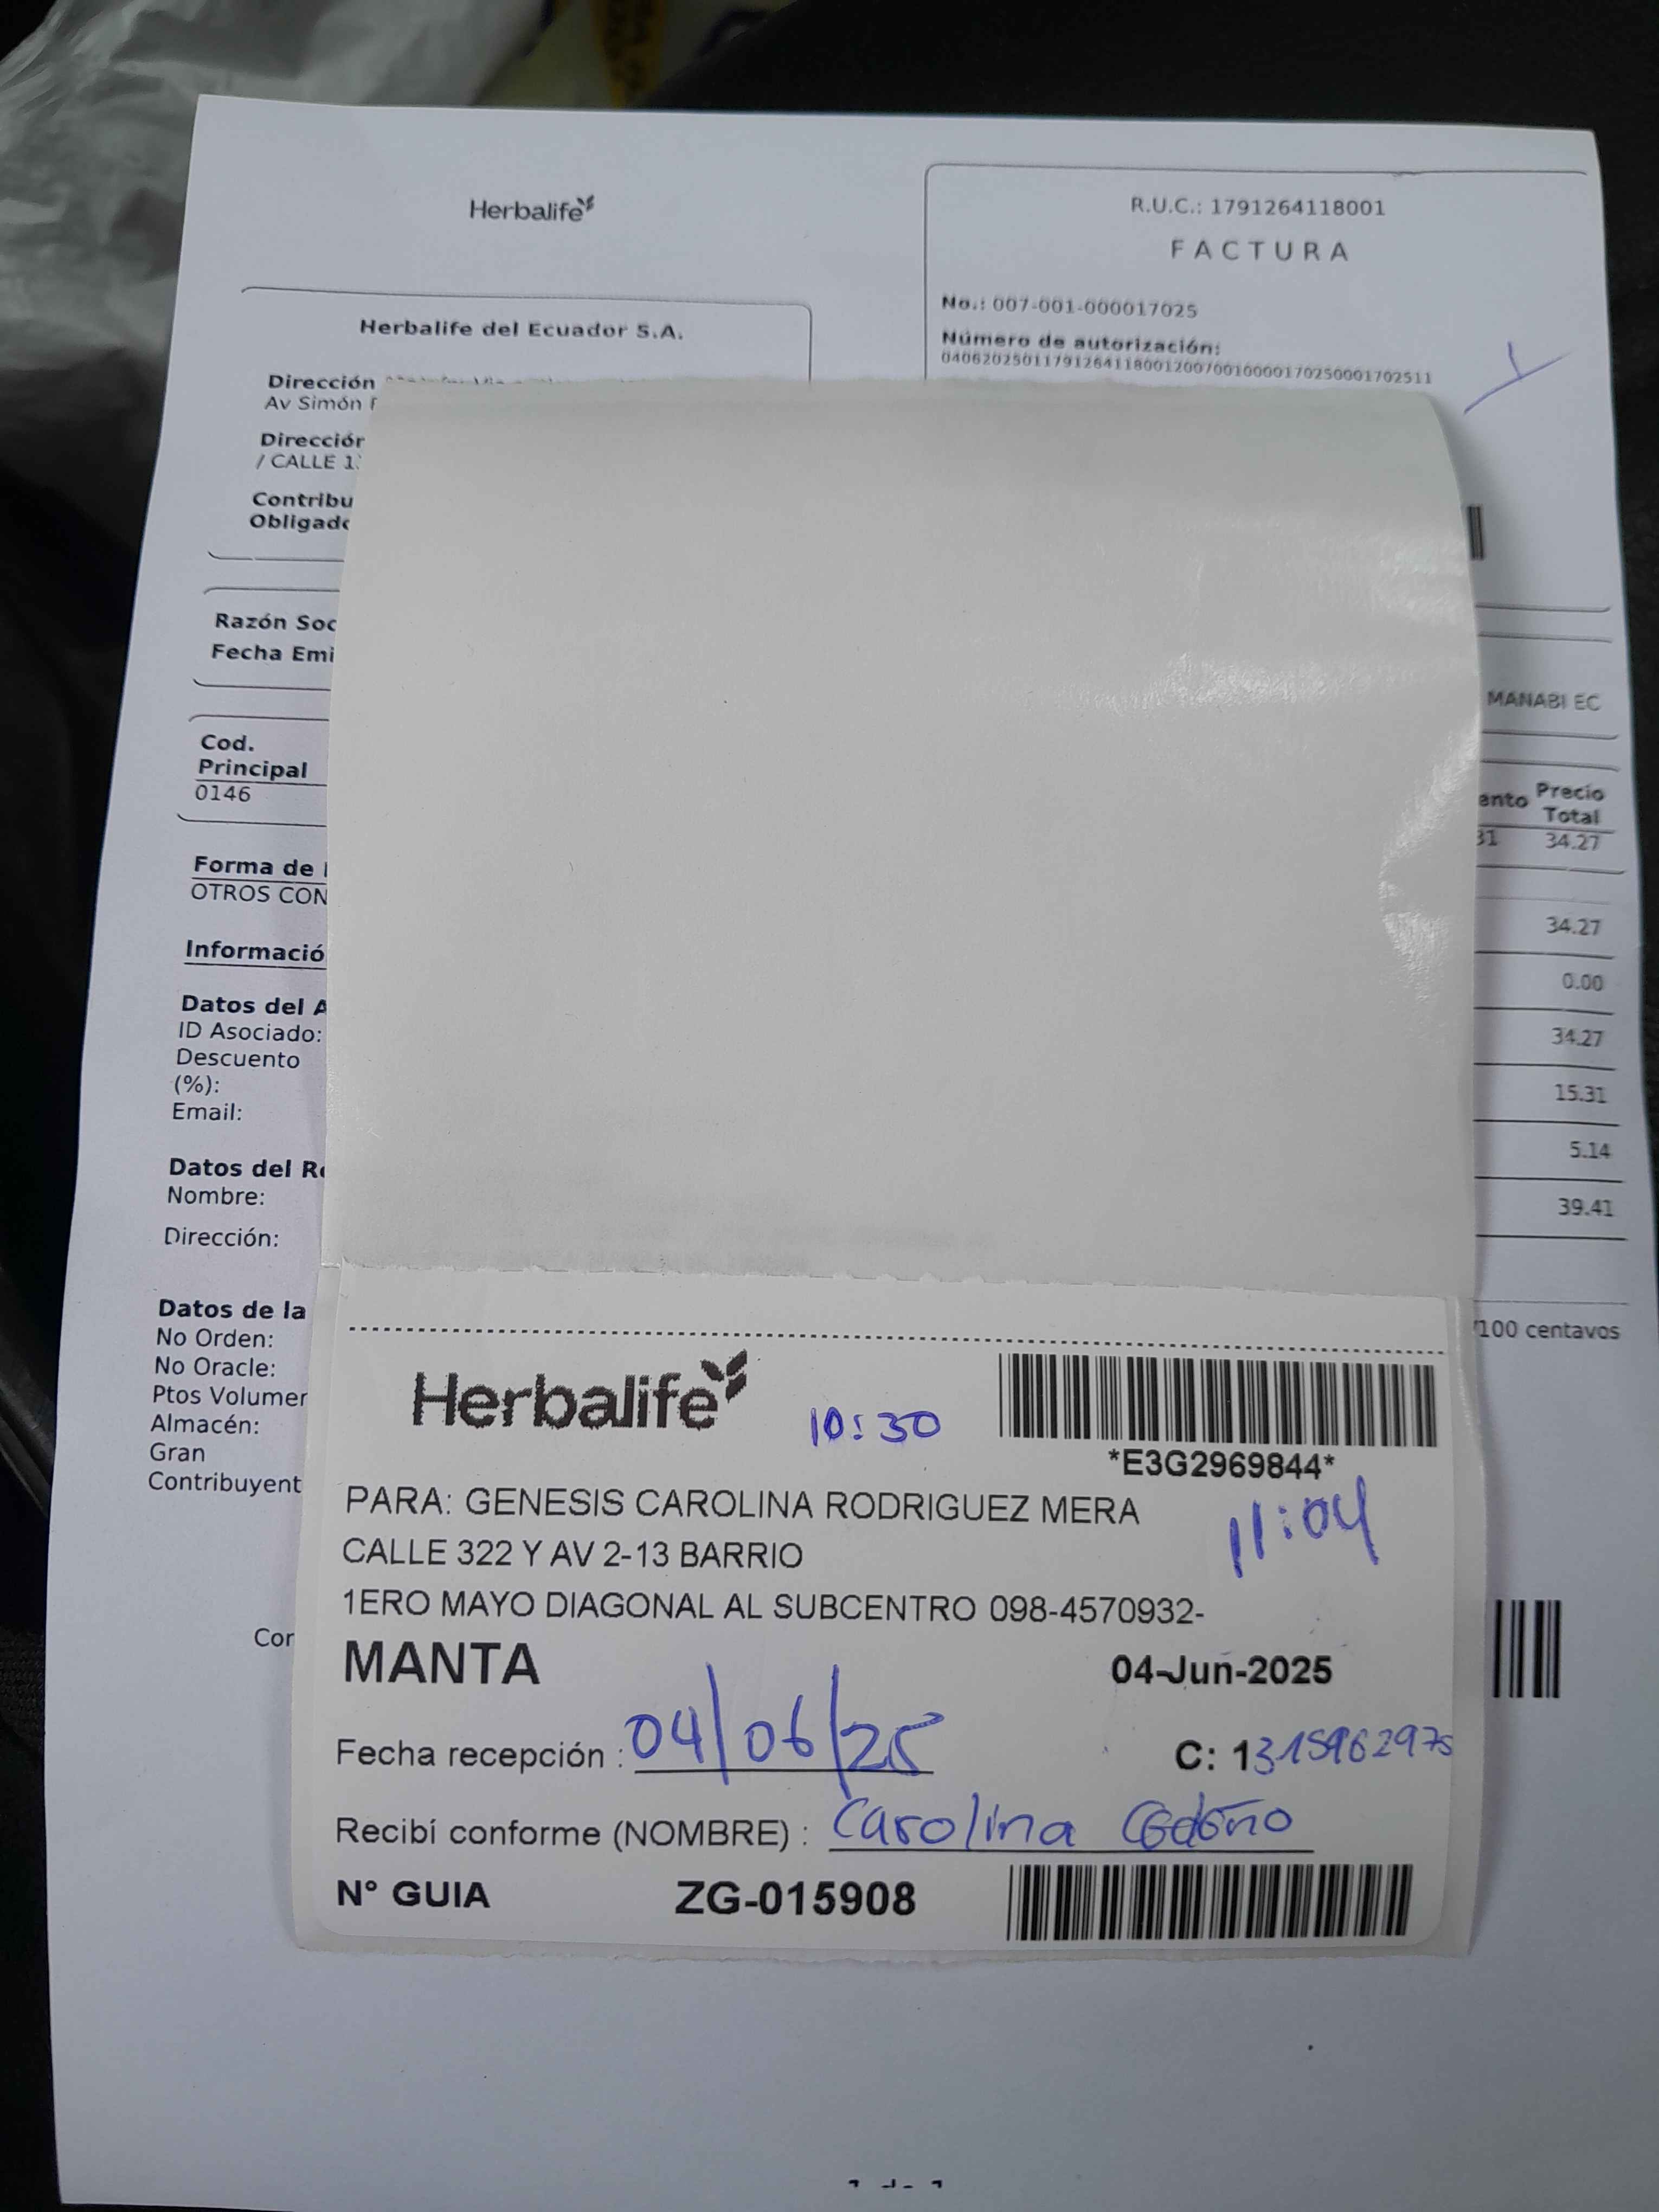 Herbalife
R.U.C.: 1791264118001
FACTURA
No.: 007-001-000017025
Número de autorización:
0406202501179126411800120070010000170250001702511
Herbalife del Ecuador S.A.
Dirección
Av Simón
Dirección
/ CALLE 1
Contribu
Obligado
Razón Soc
Fecha Emi
MANABI EC
Cod.
Principal
0146
ento Precio
Total
31 34.27
Forma de
OTROS CON
34.27
Informació
0.00
Datos del A
ID Asociado:
34.27
Descuento
(%):
15.31
Email:
5.14
Datos del Re
Nombre:
39.41
Dirección:
Datos de la
No Orden:
/100 centavos
No Oracle:
Ptos Volumen
Almacén:
Gran
Contribuyent
Cor
Herbalife
10:30
*E3G2969844*
PARA: GENESIS CAROLINA RODRIGUEZ MERA
11:04
CALLE 322 Y AV 2-13 BARRIO
1ERO MAYO DIAGONAL AL SUBCENTRO 098-4570932-
MANTA 04-Jun-2025
Fecha recepción : 04/06/25 C: 1315962975
Recibí conforme (NOMBRE) : Carolina Cedeño
N° GUIA ZG-015908